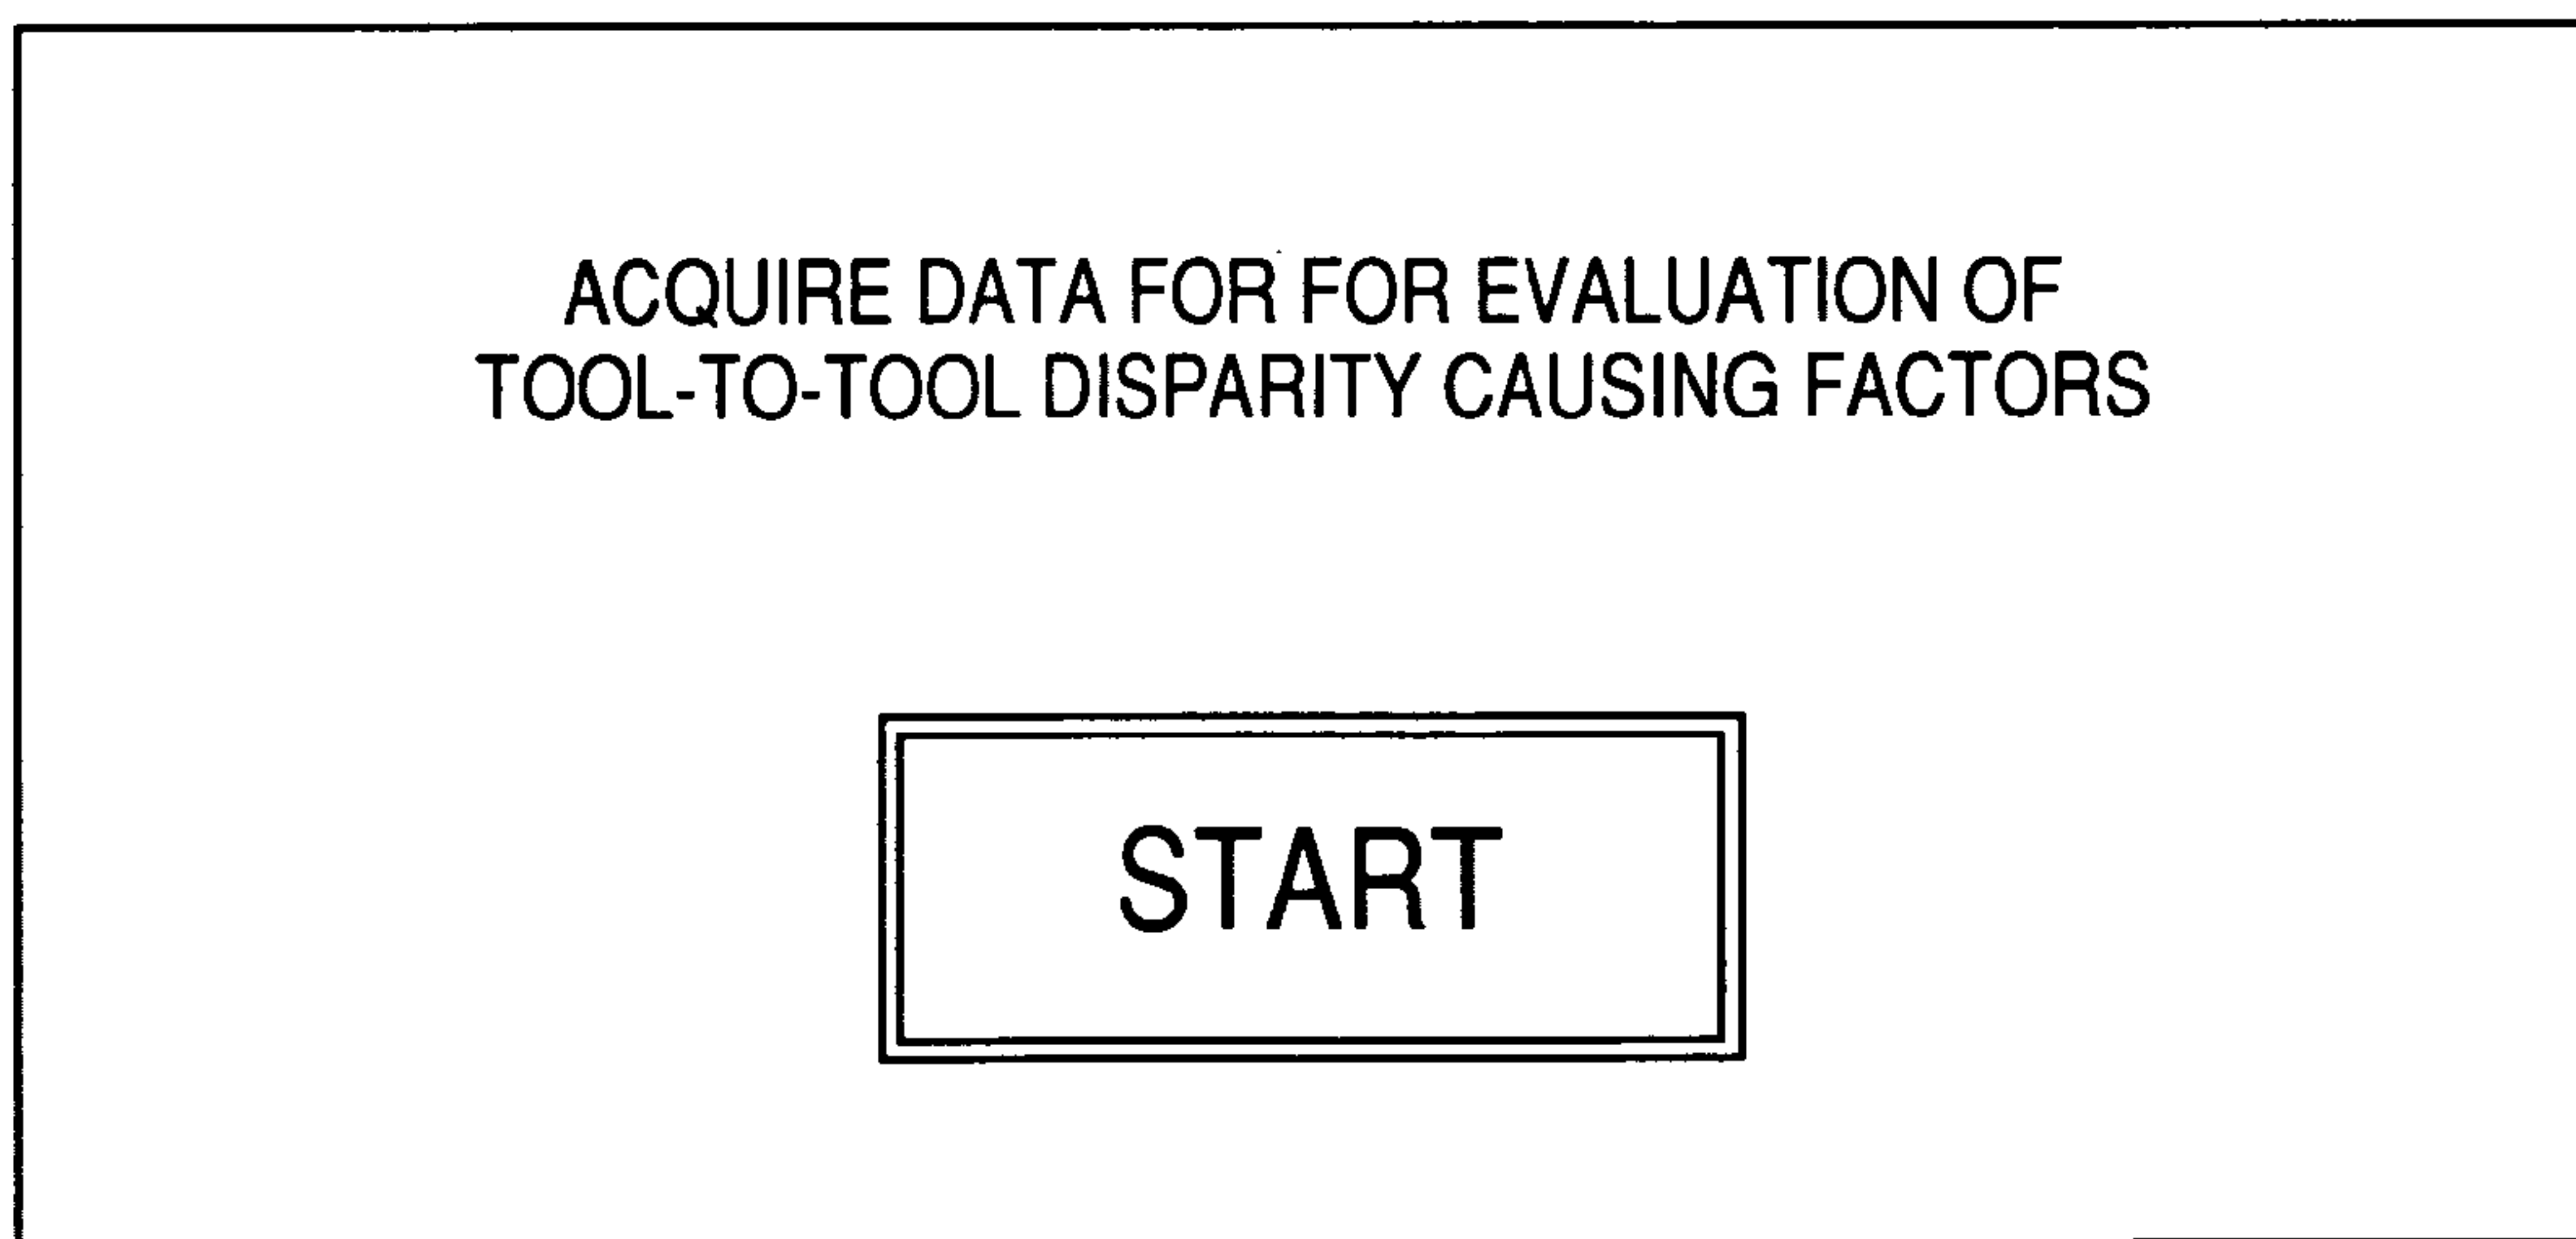 ACQUIRE DATA FOR FOR EVALUATION OF
TOOL-TO-TOOL DISPARITY CAUSING FACTORS
START